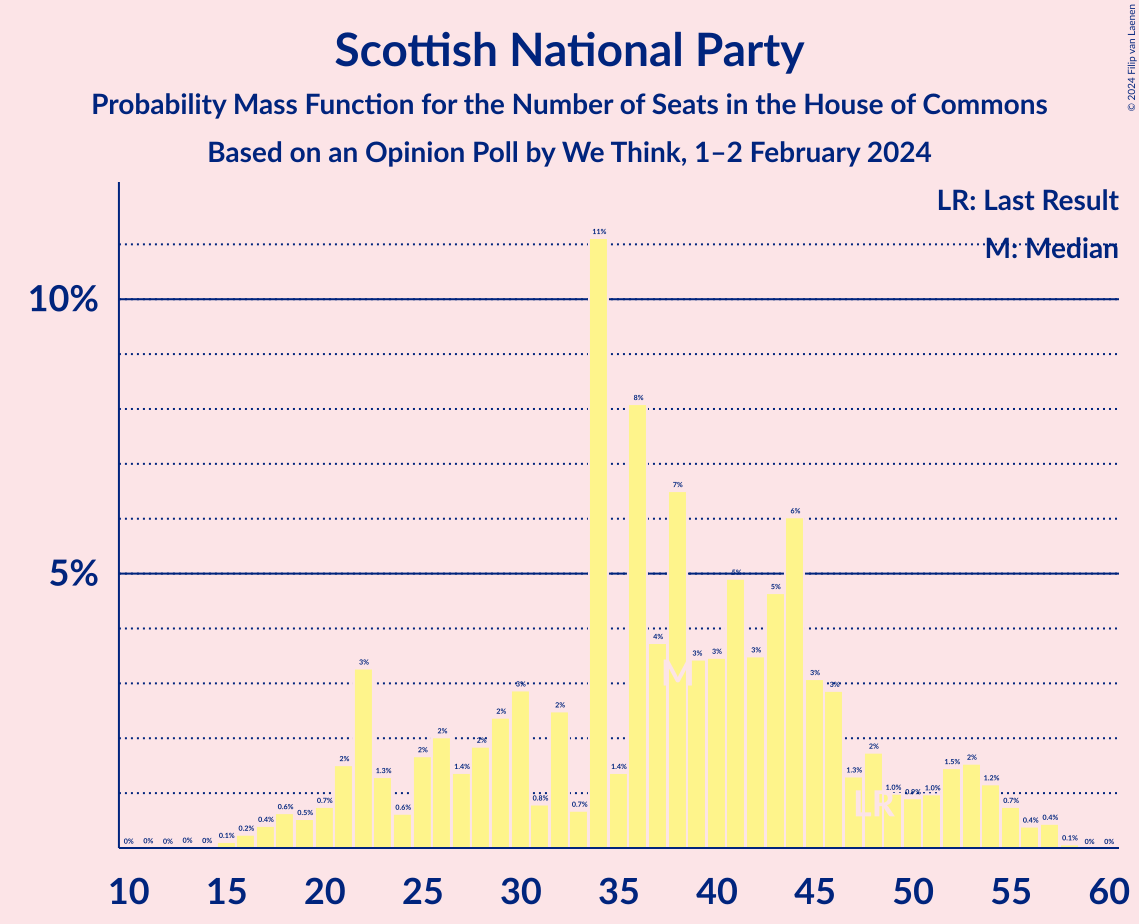 Scottish National Party
Probability Mass Function for the Number of Seats in the House of Commons
Based on an Opinion Poll by We Think, 1–2 February 2024
© 2024 Filip van Laenen
LR: Last Result
M: Median
10%
5%
0% 0% 0% 0% 0% 0.1% 0.2% 0.4% 0.6% 0.5% 0.7% 2% 3% 1.3% 0.6% 2% 2% 1.4% 2% 2% 3% 0.8% 2% 0.7% 11% 1.4% 8% 4% 7% 3% 3% 5% 3% 5% 6% 3% 3% 1.3% 2% 1.0% 0.9% 1.0% 1.5% 2% 1.2% 0.7% 0.4% 0.4% 0.1% 0% 0%
M
LR
10 15 20 25 30 35 40 45 50 55 60